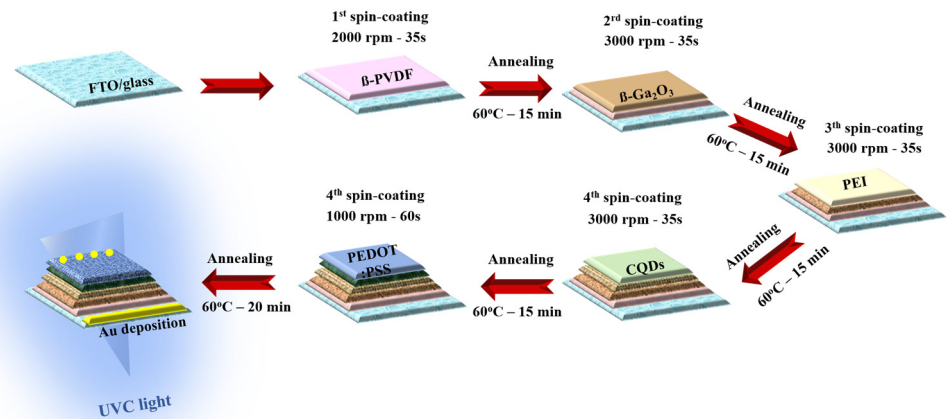 1st spin-coating
2000 rpm - 35s
2rd spin-coating
3000 rpm - 35s
FTO/glass
ß-PVDF
Annealing
60oC – 15 min
ß-Ga2O3
Annealing
60oC – 15 min
3th spin-coating
3000 rpm - 35s
PEI
Annealing
60oC – 15 min
4th spin-coating
3000 rpm - 35s
CQDs
Annealing
60oC – 15 min
4th spin-coating
1000 rpm - 60s
PEDOT
:PSS
Annealing
60oC – 20 min
Au deposition
UVC light